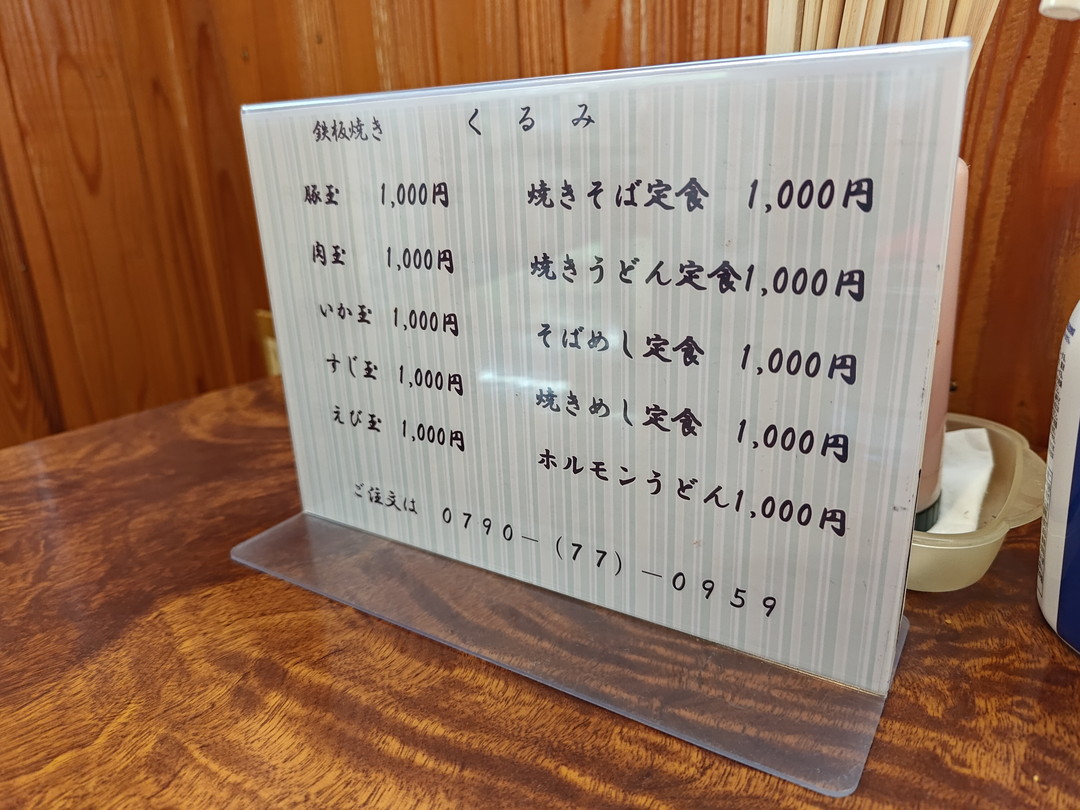 鉄板焼き くるみ
豚玉 1,000円
肉玉 1,000円
いか玉 1,000円
すじ玉 1,000円
えび玉 1,000円
焼きそば定食 1,000円
焼きうどん定食1,000円
そばめし定食 1,000円
焼きめし定食 1,000円
ホルモンうどん1,000円
ご注文は 0790-(77)-0959